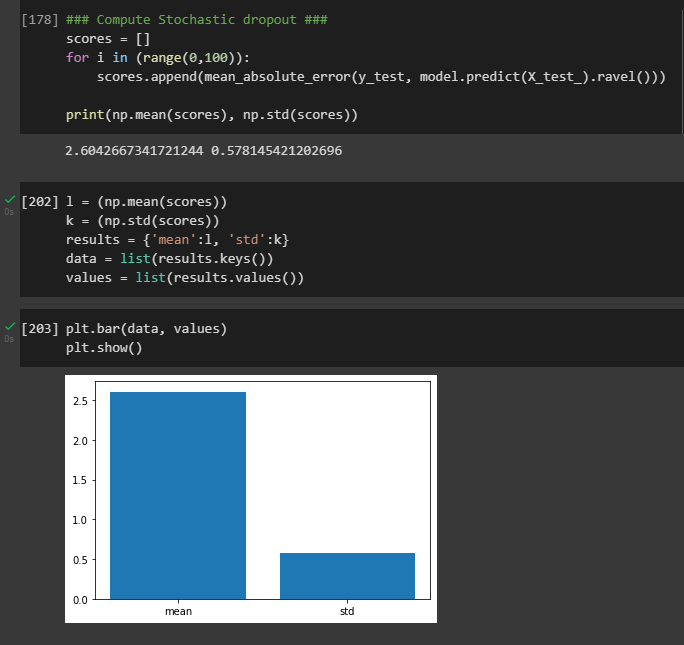 [178] ### Compute Stochastic dropout ###
scores = []
for i in (range(0,100)):
    scores.append(mean_absolute_error(y_test, model.predict(X_test_).ravel()))
print(np.mean(scores), np.std(scores))
2.6042667341721244 0.578145421202696
[202] l = (np.mean(scores))
0s
k = (np.std(scores))
results = {'mean':l, 'std':k}
data = list(results.keys())
values = list(results.values())
[203] plt.bar(data, values)
0s
plt.show()
2.5
2.0
1.5
1.0
0.5
0.0
mean std